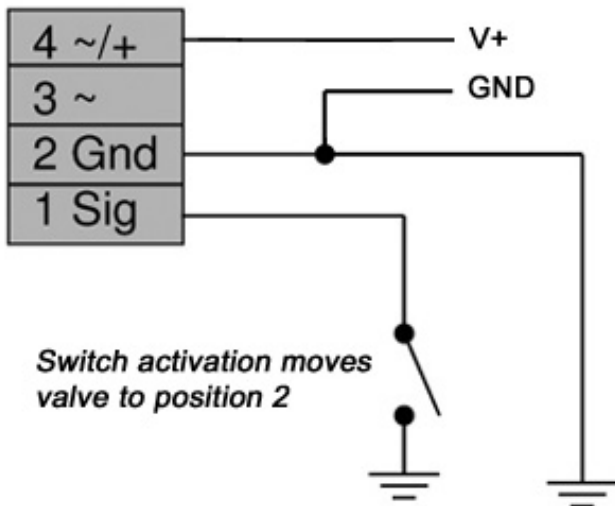 4 ~/+
V+
3 ~
GND
2 Gnd
1 Sig
Switch activation moves
valve to position 2